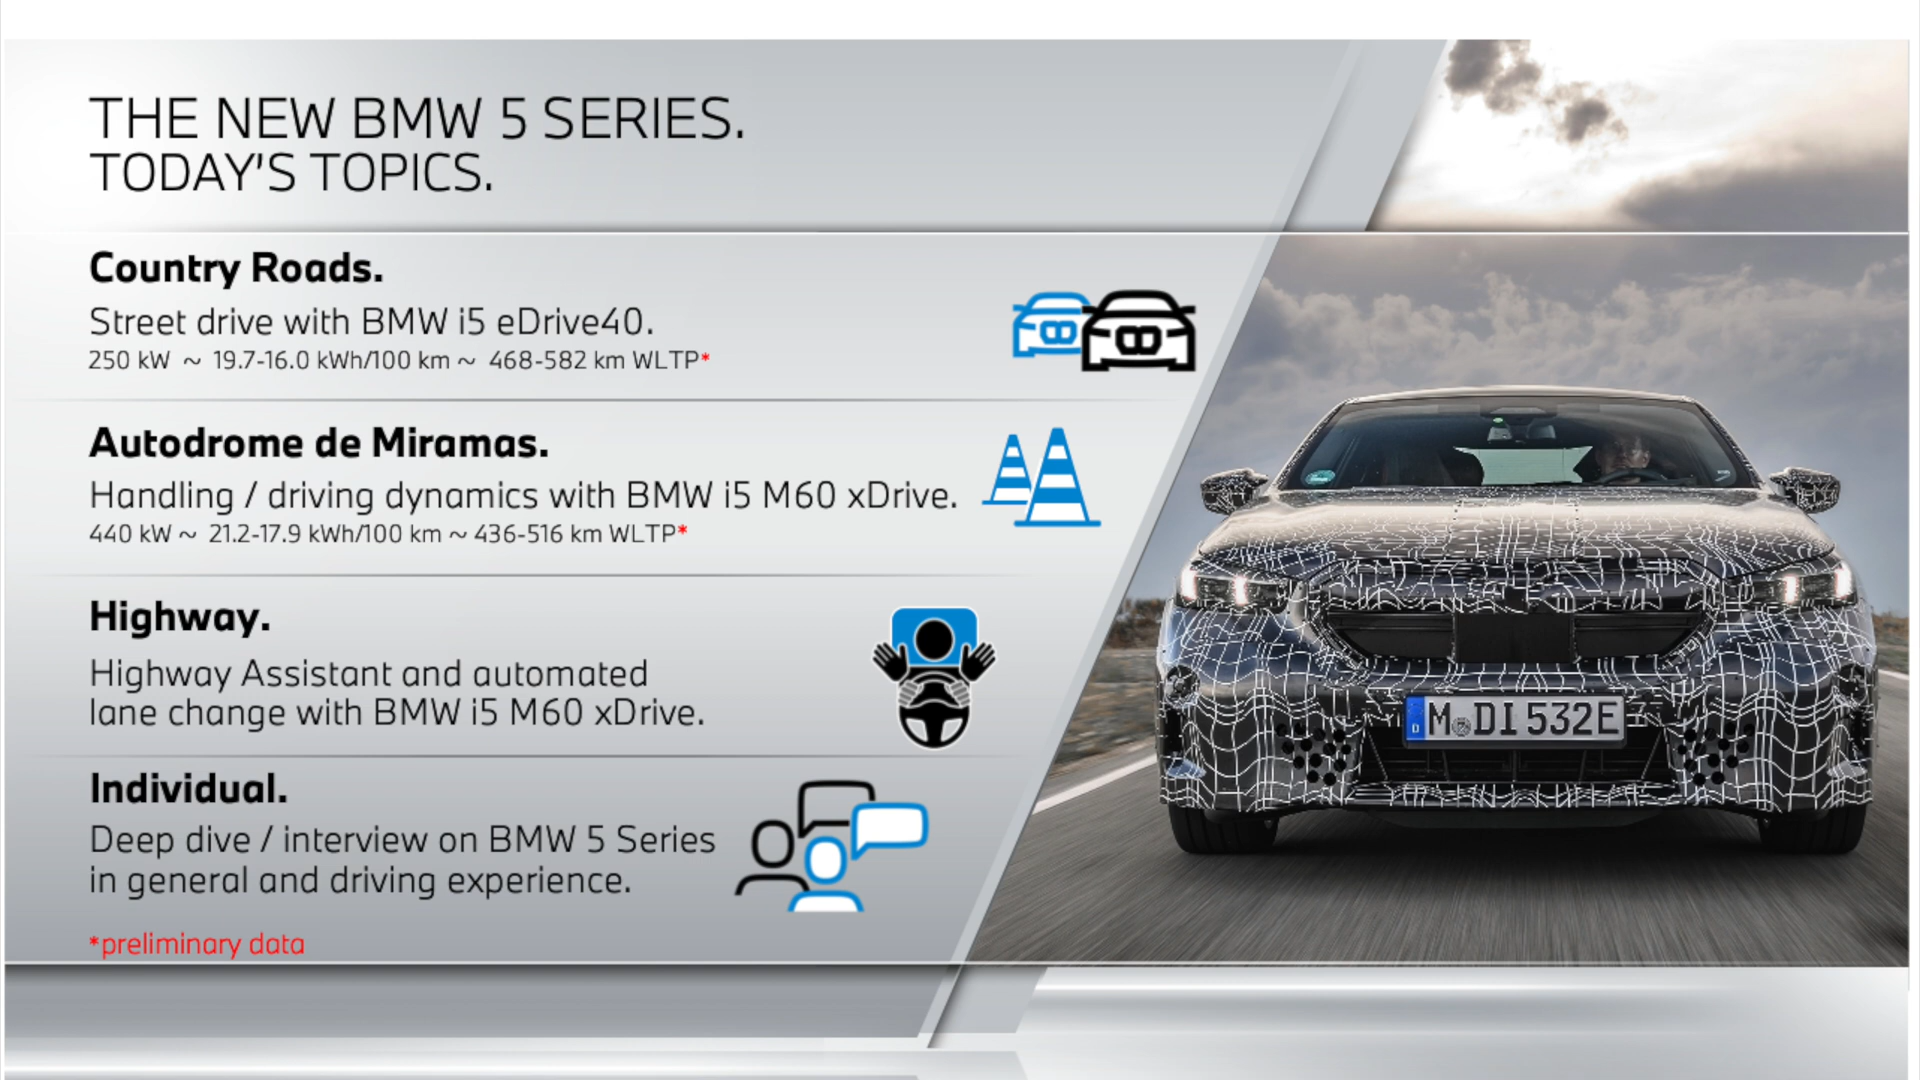 THE NEW BMW 5 SERIES.
TODAY'S TOPICS.
Country Roads.
Street drive with BMW i5 eDrive40.
250 kW ~ 19.7-16.0 kWh/100 km ~ 468-582 km WLTP*
Autodrome de Miramas.
Handling / driving dynamics with BMW i5 M60 xDrive.
440 kW ~ 21.2-17.9 kWh/100 km ~ 436-516 km WLTP*
Highway.
Highway Assistant and automated
lane change with BMW i5 M60 xDrive.
Individual.
Deep dive / interview on BMW 5 Series
in general and driving experience.
*preliminary data
D M DI 532E